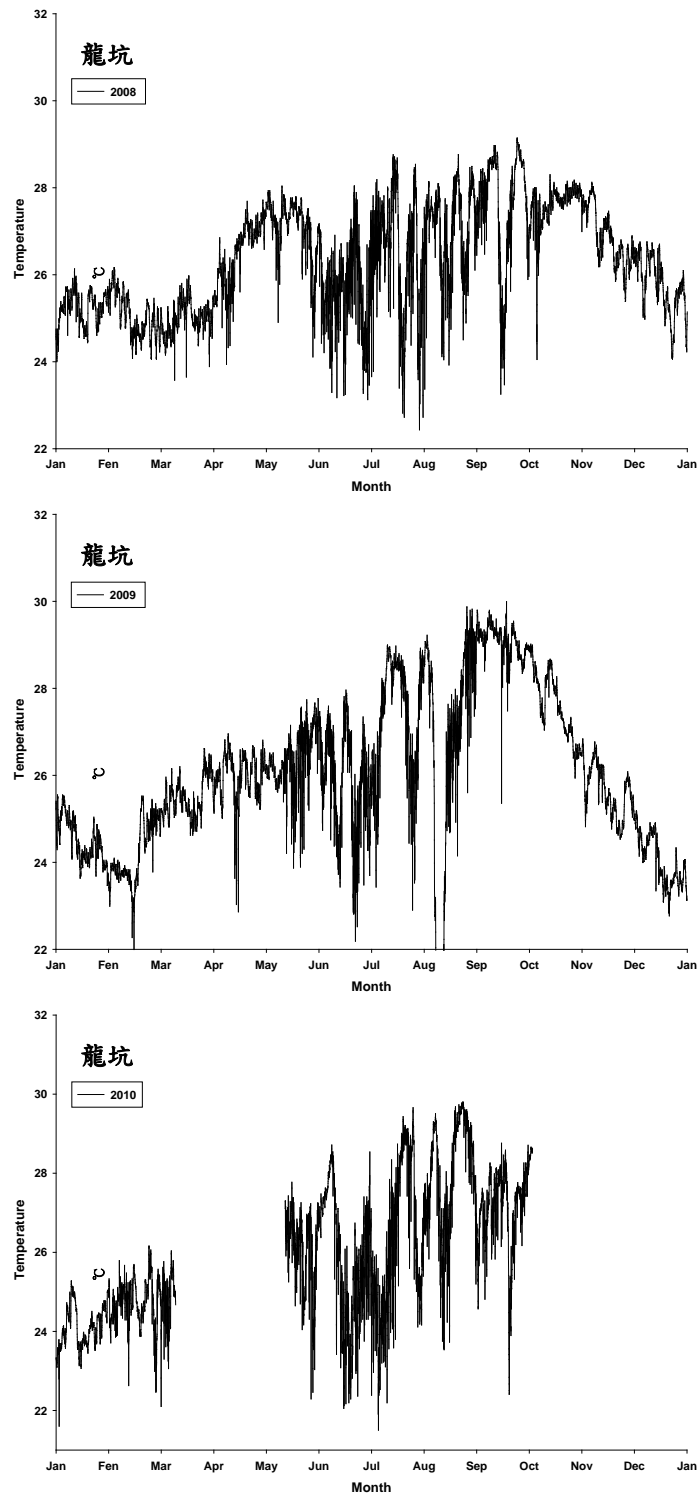 32
龍坑
2008
30
28
Temperature
℃
26
24
22
Jan Fen Mar Apr May Jun Jul Aug Sep Oct Nov Dec Jan
Month
32
龍坑
2009
30
28
Temperature
℃
26
24
22
Jan Fen Mar Apr May Jun Jul Aug Sep Oct Nov Dec Jan
Month
32
龍坑
2010
30
28
Temperature
℃
26
24
22
Jan Fen Mar Apr May Jun Jul Aug Sep Oct Nov Dec Jan
Month